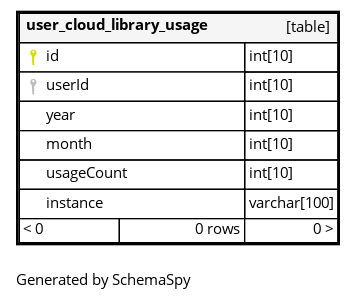 user_cloud_library_usage [table]
id int[10]
userId int[10]
year int[10]
month int[10]
usageCount int[10]
instance varchar[100]
< 0 0 rows 0 >
Generated by SchemaSpy